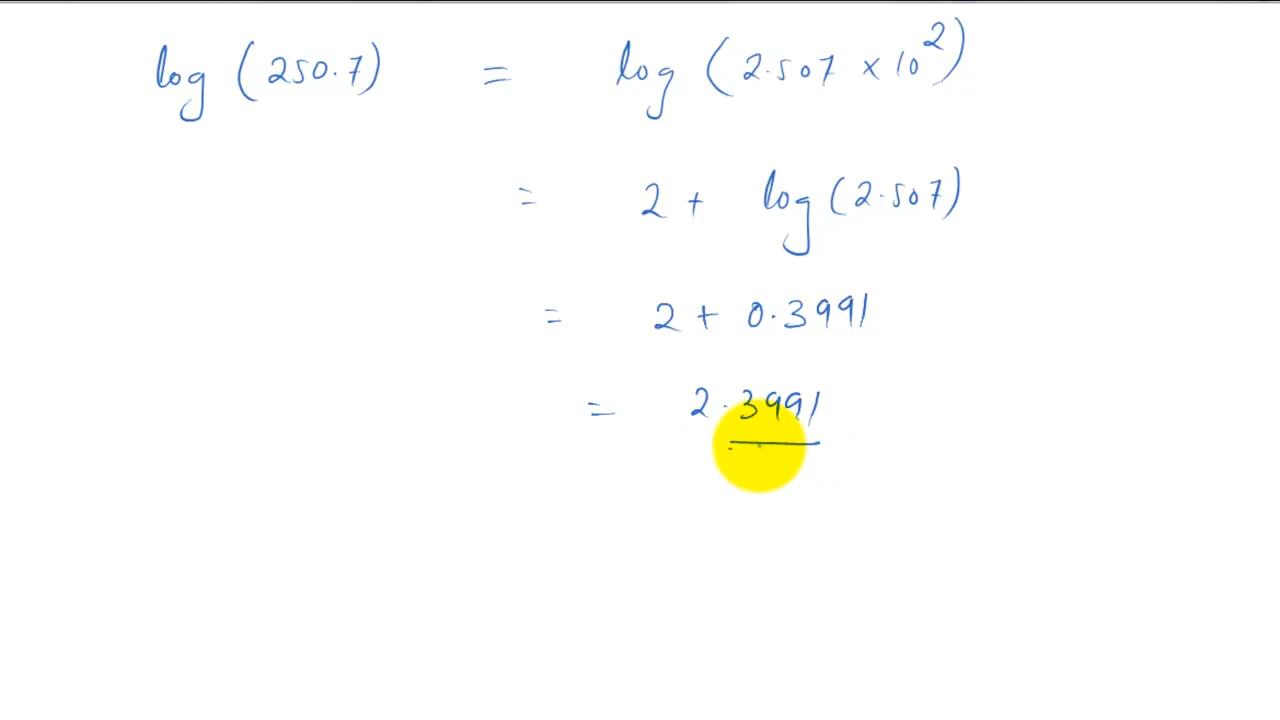 log (250.7) = log (2.507 × 10²)
= 2 + log (2.507)
= 2 + 0.3991
= 2.3991